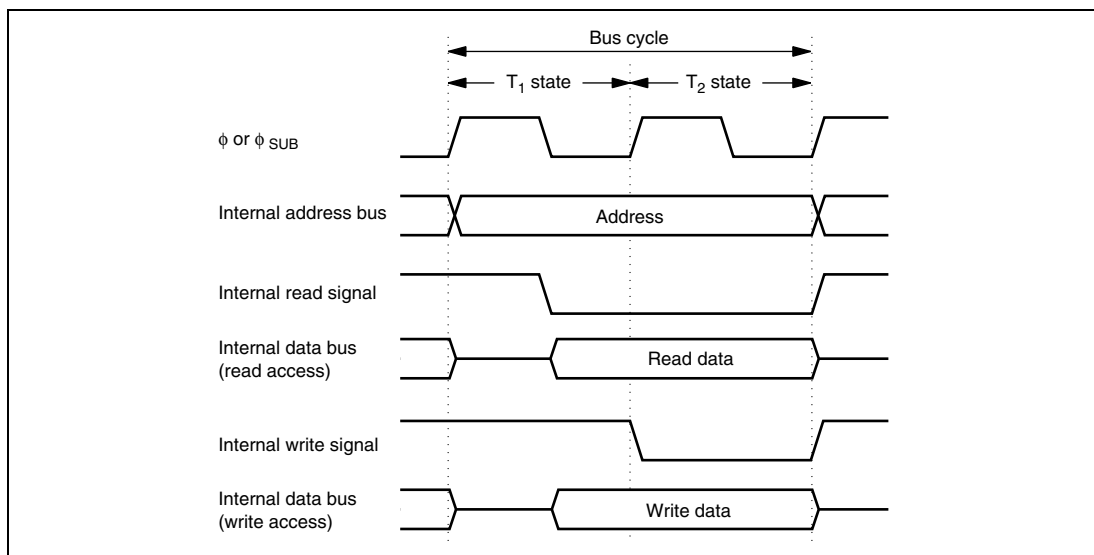 Bus cycle
T1 state
T2 state
ϕ or ϕ SUB
Internal address bus
Address
Internal read signal
Internal data bus
(read access)
Read data
Internal write signal
Internal data bus
(write access)
Write data